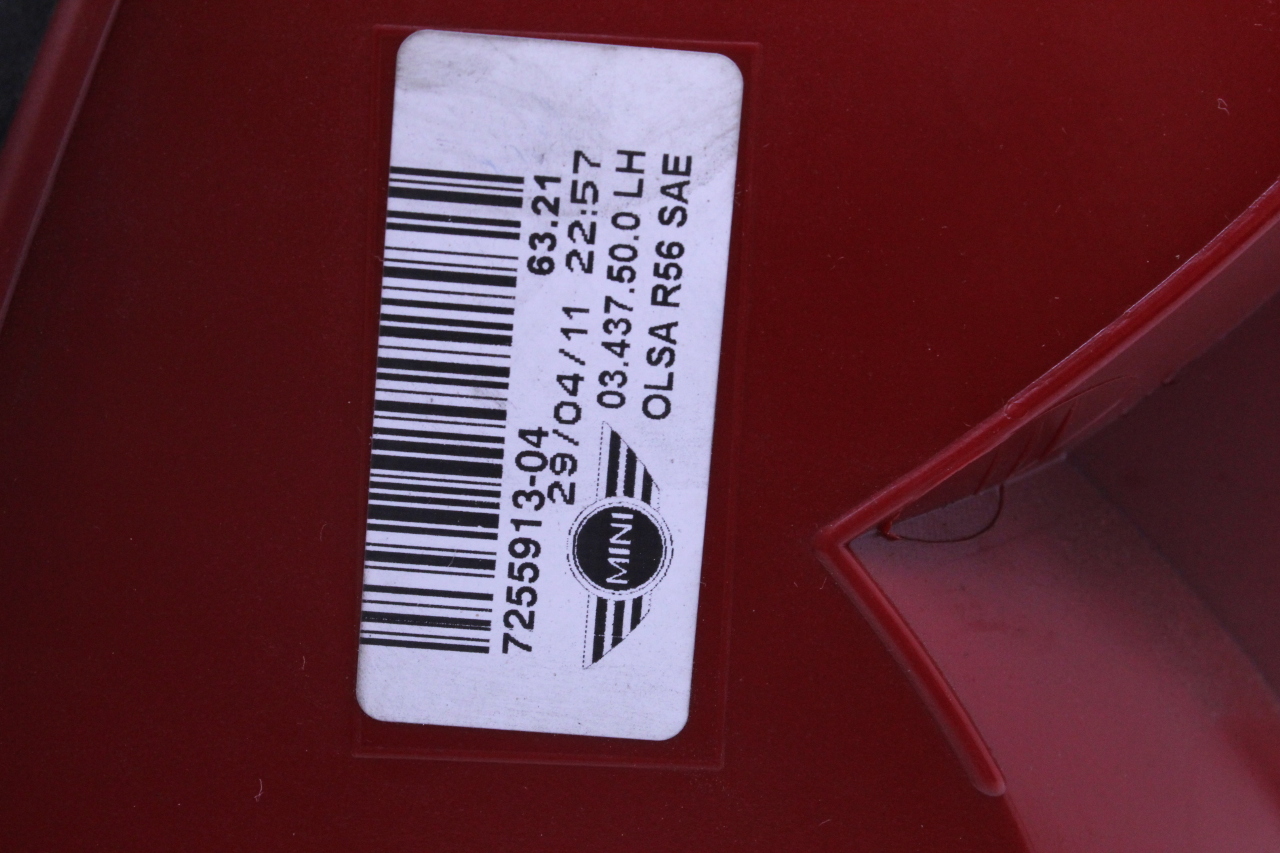 7255913-04 63.21
29/04/11 22:57
03.437.50.0 LH
OLSA R56 SAE
MINI